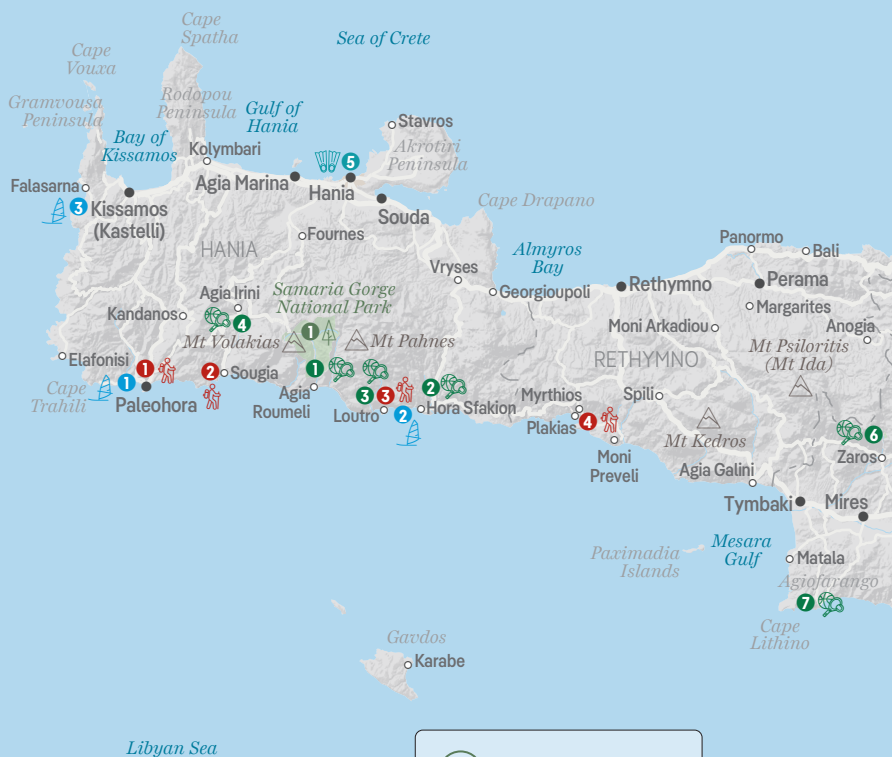 Cape
Spatha
Sea of Crete
Cape
Vouxa
Rodopou
Peninsula
Gramvousa
Peninsula
Gulf of
Hania
Stavros
Bay of
Kissamos
Kolymbari
Akrotiri
Peninsula
5
Falasarna
Agia Marina
Hania
3
Kissamos
(Kastelli)
Souda
Cape Drapano
HANIA
Fournes
Almyros
Bay
Panormo
Bali
Vryses
Georgioupoli
Rethymno
Perama
Agia Irini
Samaria Gorge
National Park
Margarites
Kandanos
4
1
Moni Arkadiou
Anogia
Mt Volakias
Mt Pahnes
RETHYMNO
Mt Psiloritis
(Mt Ida)
Elafonisi
1
1
2
Sougia
1
Cape
Trahili
Paleohora
Agia
Roumeli
3
3
2
Loutro
2
Hora Sfakion
Myrthios
Spili
Plakias
4
Mt Kedros
6
Zaros
Moni
Preveli
Agia Galini
Tymbaki
Mires
Paximadia
Islands
Mesara
Gulf
Matala
Agiofarango
7
Cape
Lithino
Gavdos
Karabe
Libyan Sea